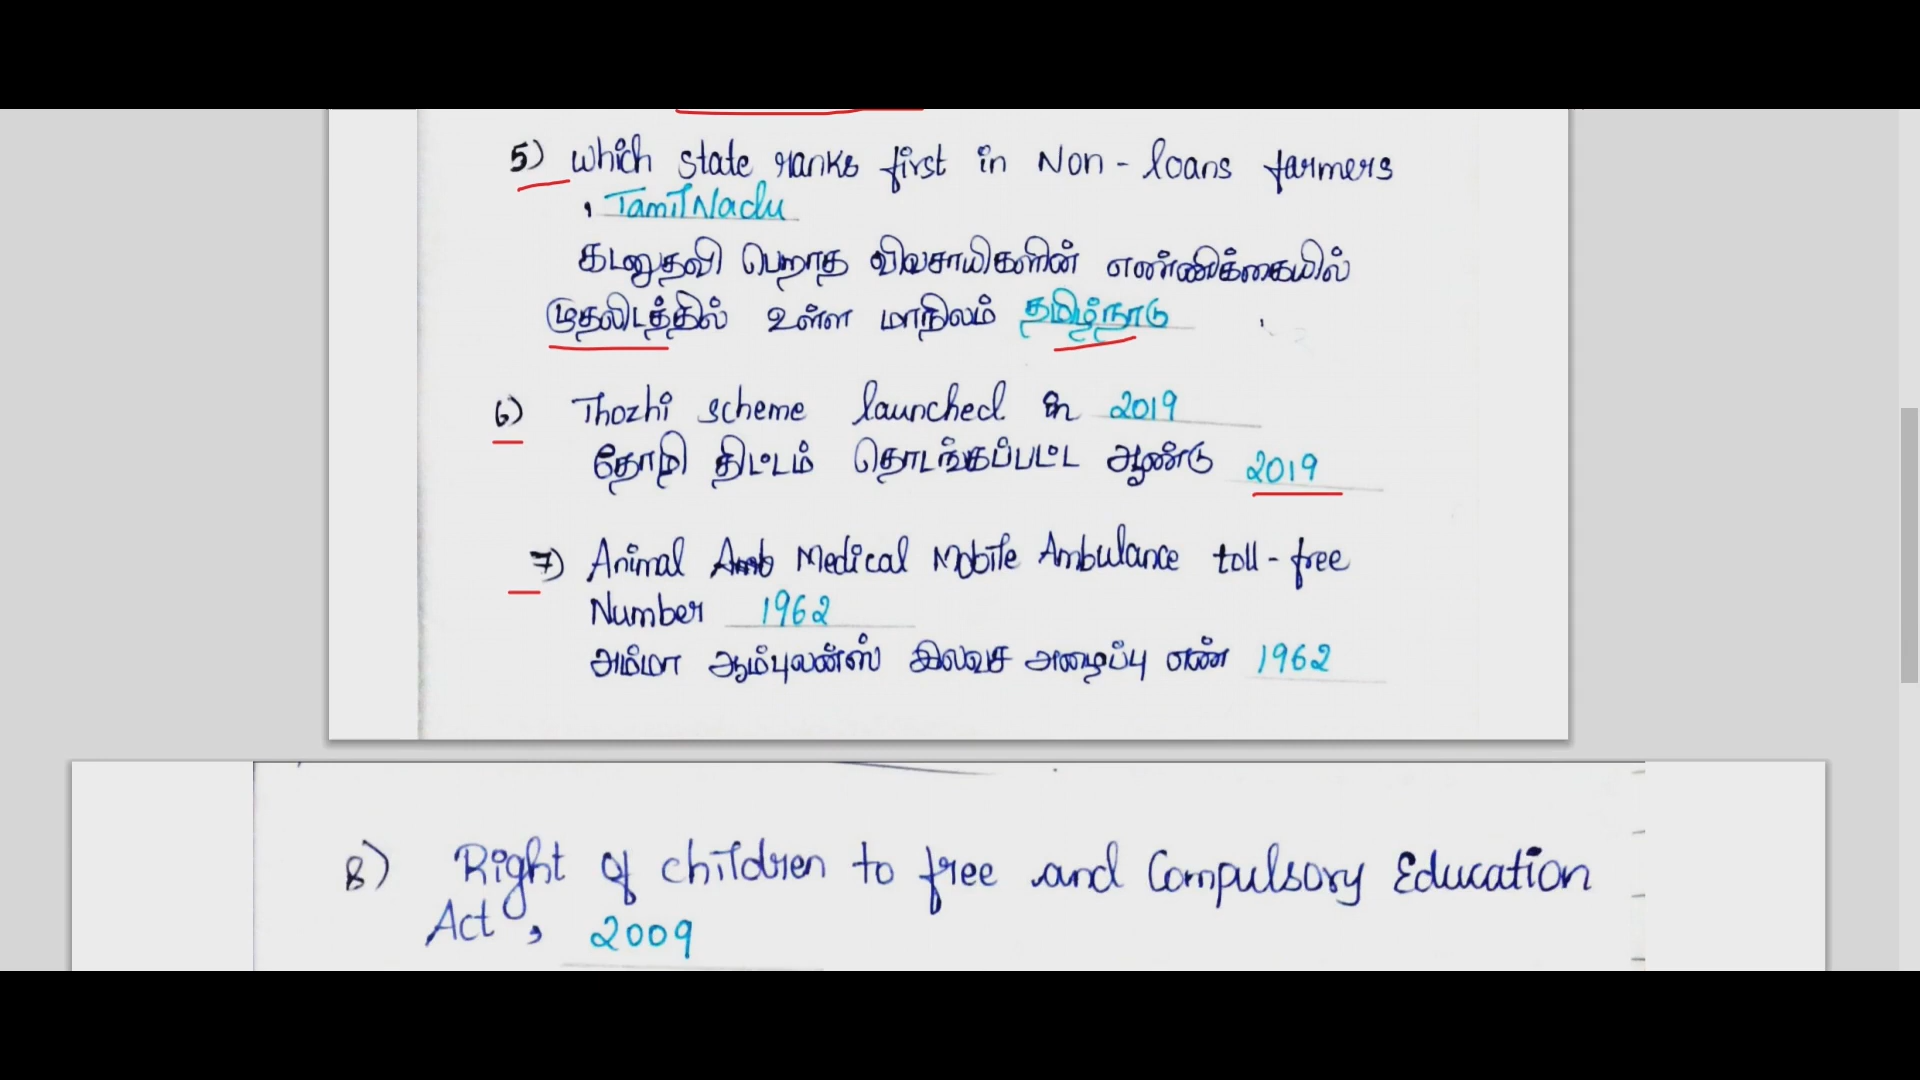 5) Which state ranks first in Non-loans farmers
, TamilNadu
கடனுதவி பெறாத விவசாயிகளின் எண்ணிக்கையில்
முதலிடத்தில் உள்ள மாநிலம் தமிழ்நாடு
6) Thozhi scheme launched in 2019
தோழி திட்டம் தொடங்கப்பட்ட ஆண்டு 2019
7) Animal Medical Mobile Ambulance toll-free
Number 1962
அம்மா ஆம்புலன்ஸ் இலவச அழைப்பு எண் 1962
8) Right of children to free and Compulsory Education
Act, 2009